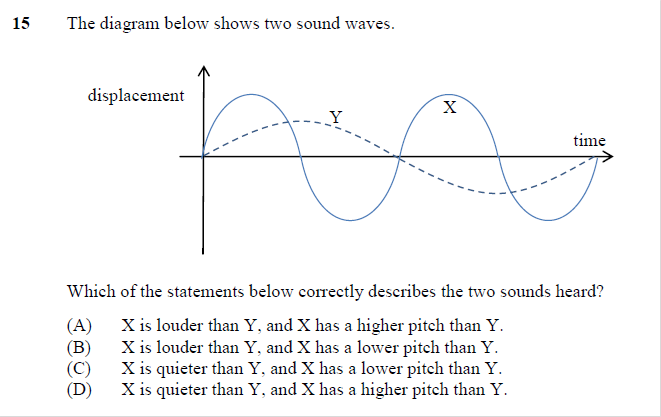 15 The diagram below shows two sound waves.
displacement
Y
X
time
Which of the statements below correctly describes the two sounds heard?
(A) X is louder than Y, and X has a higher pitch than Y.
(B) X is louder than Y, and X has a lower pitch than Y.
(C) X is quieter than Y, and X has a lower pitch than Y.
(D) X is quieter than Y, and X has a higher pitch than Y.